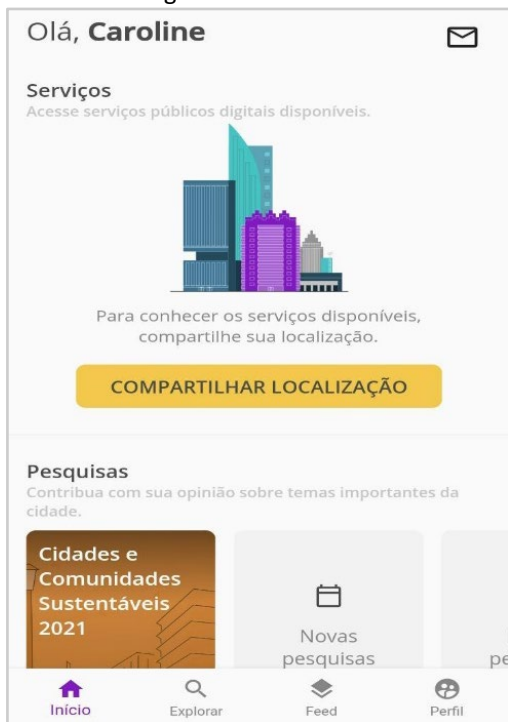 Olá, Caroline
Serviços
Acesse serviços públicos digitais disponíveis.
Para conhecer os serviços disponíveis,
compartilhe sua localização.
COMPARTILHAR LOCALIZAÇÃO
Pesquisas
Contribua com sua opinião sobre temas importantes da
cidade.
Cidades e
Comunidades
Sustentáveis
2021
Novas
pesquisas
pe
Início
Explorar
Feed
Perfil